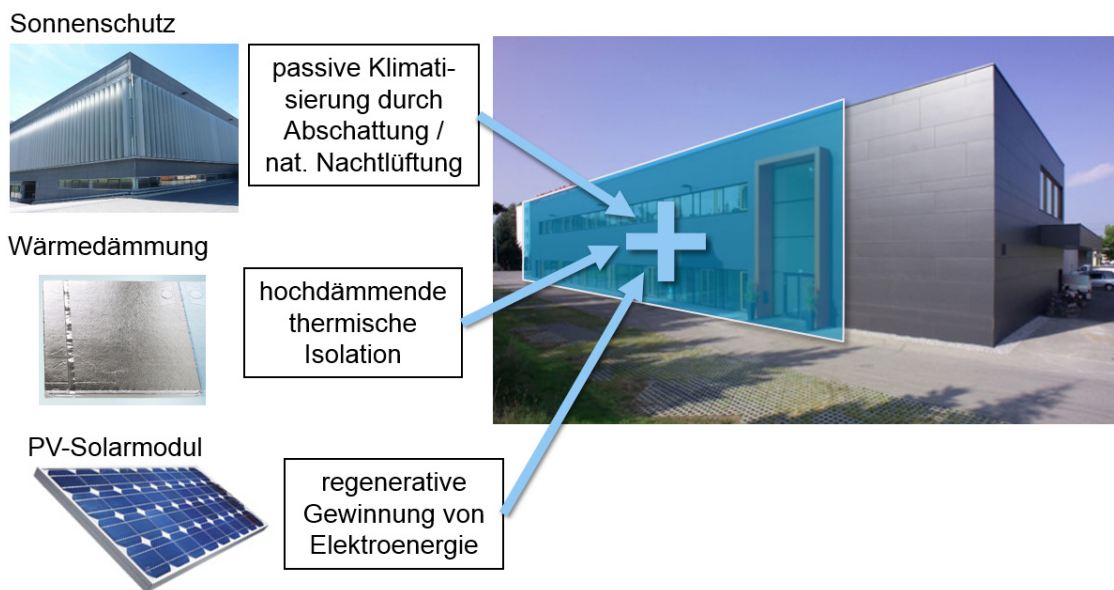 Sonnenschutz
passive Klimati-
sierung durch
Abschattung /
nat. Nachtlüftung
Wärmedämmung
hochdämmende
thermische
Isolation
PV-Solarmodul
regenerative
Gewinnung von
Elektroenergie